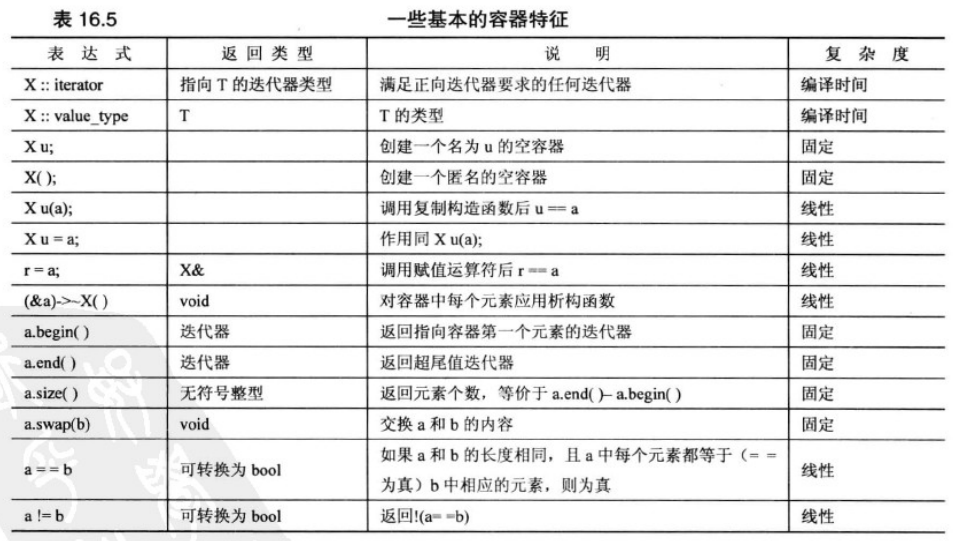 表 16.5 一些基本的容器特征
表 达 式 返 回 类 型 说 明 复 杂 度
X :: iterator 指向 T 的迭代器类型 满足正向迭代器要求的任何迭代器 编译时间
X :: value_type T T 的类型 编译时间
X u; 创建一个名为 u 的空容器 固定
X( ); 创建一个匿名的空容器 固定
X u(a); 调用复制构造函数后 u == a 线性
X u = a; 作用同 X u(a); 线性
r = a; X& 调用赋值运算符后 r == a 线性
(&a)->~X( ) void 对容器中每个元素应用析构函数 线性
a.begin( ) 迭代器 返回指向容器第一个元素的迭代器 固定
a.end( ) 迭代器 返回超尾值迭代器 固定
a.size( ) 无符号整型 返回元素个数，等价于 a.end( )– a.begin( ) 固定
a.swap(b) void 交换 a 和 b 的内容 固定
a = = b 可转换为 bool 如果 a 和 b 的长度相同，且 a 中每个元素都等于（= =
为真）b 中相应的元素，则为真 线性
a != b 可转换为 bool 返回!(a= =b) 线性